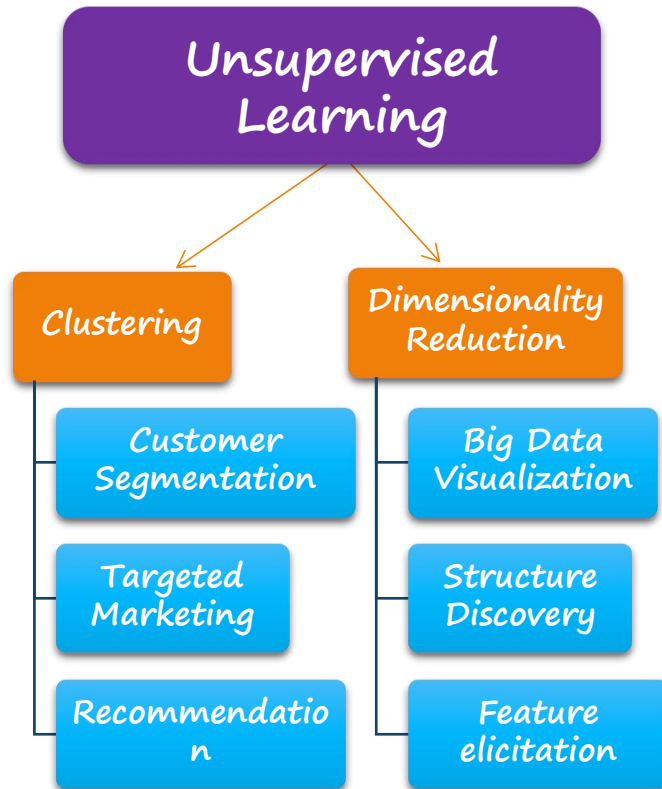 Unsupervised
Learning
Clustering
Customer
Segmentation
Targeted
Marketing
Recommendatio
n
Dimensionality
Reduction
Big Data
Visualization
Structure
Discovery
Feature
elicitation